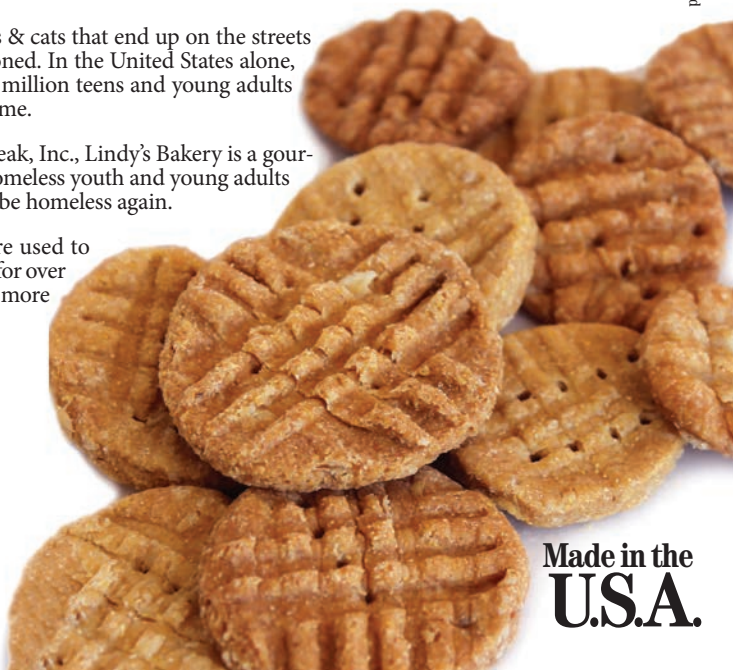 & cats that end up on the streets
In the United States alone,
million teens and young adults
me.
eak, Inc., Lindy's Bakery is a gour-
omeless youth and young adults
be homeless again.
re used to
for over
more
Made in the
U.S.A.